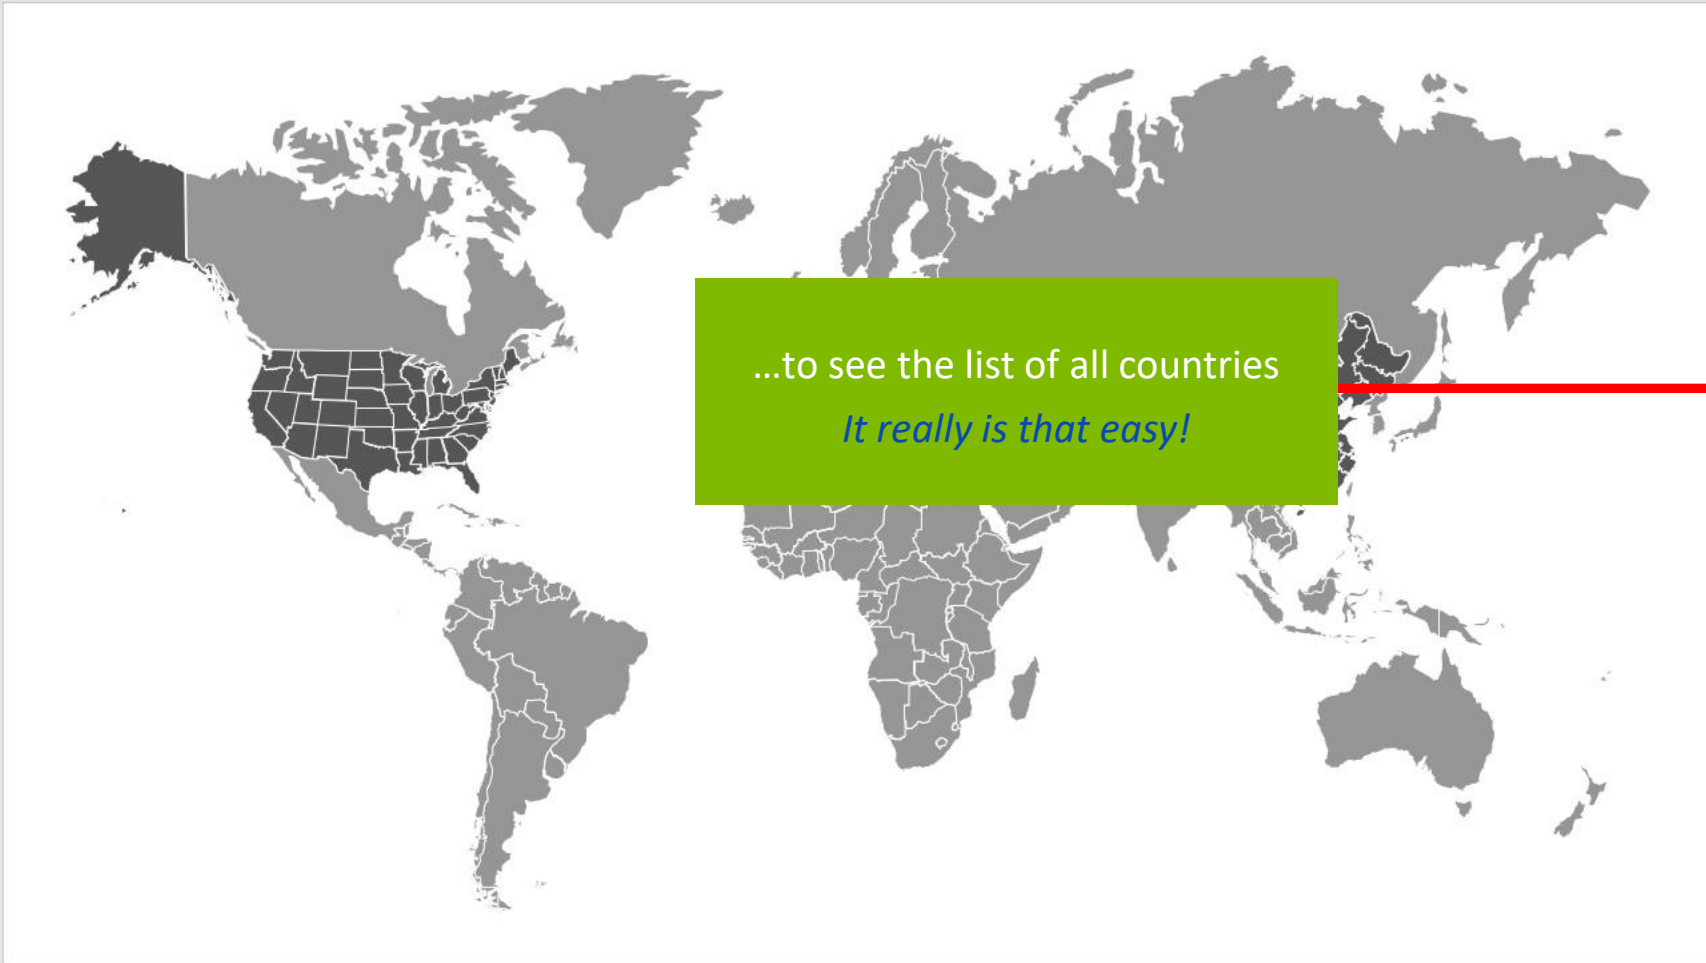 …to see the list of all countries
It really is that easy!